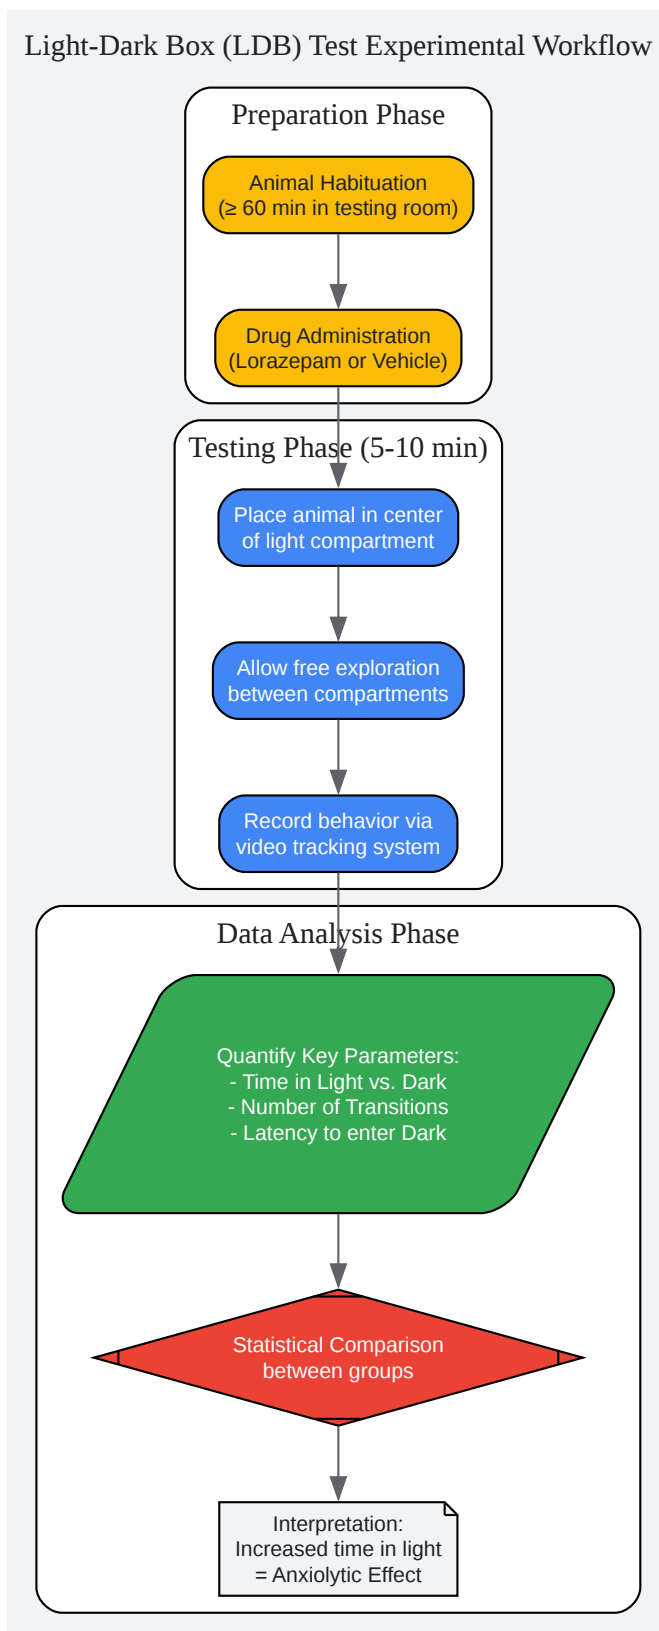 Light-Dark Box (LDB) Test Experimental Workflow
Preparation Phase
Animal Habituation
(≥ 60 min in testing room)
Drug Administration
(Lorazepam or Vehicle)
Testing Phase (5-10 min)
Place animal in center
of light compartment
Allow free exploration
between compartments
Record behavior via
video tracking system
Data Analysis Phase
Quantify Key Parameters:
- Time in Light vs. Dark
- Number of Transitions
- Latency to enter Dark
Statistical Comparison
between groups
Interpretation:
Increased time in light
= Anxiolytic Effect